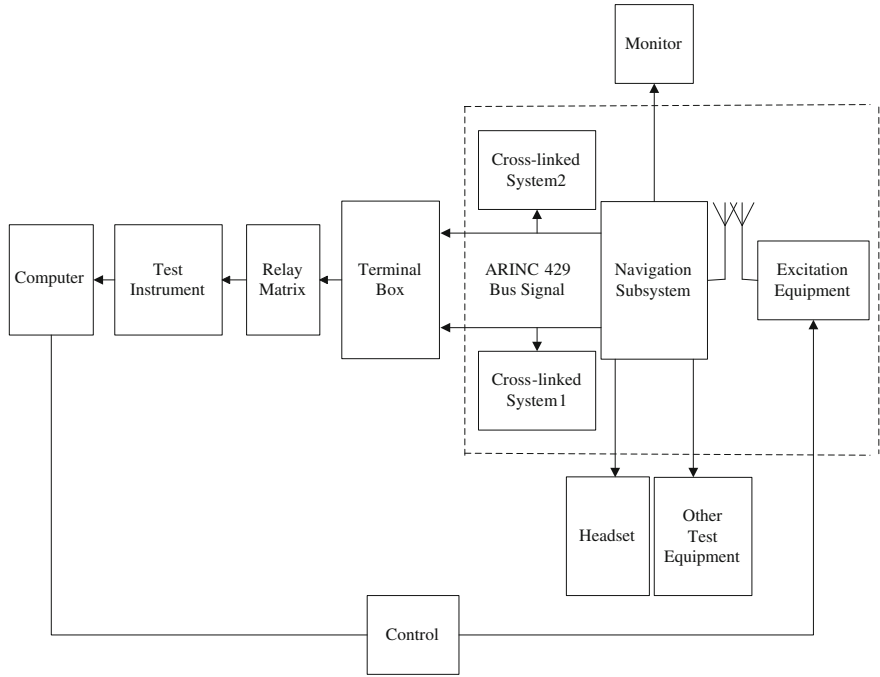 Monitor
Cross-linked
System2
Computer
Test
Instrument
Relay
Matrix
Terminal
Box
ARINC 429
Bus Signal
Navigation
Subsystem
Excitation
Equipment
Cross-linked
System1
Headset
Other
Test
Equipment
Control